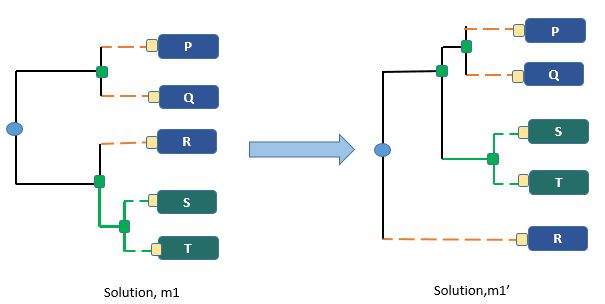 P
Q
R
S
T
Solution, m1
P
Q
S
T
R
Solution,m1’